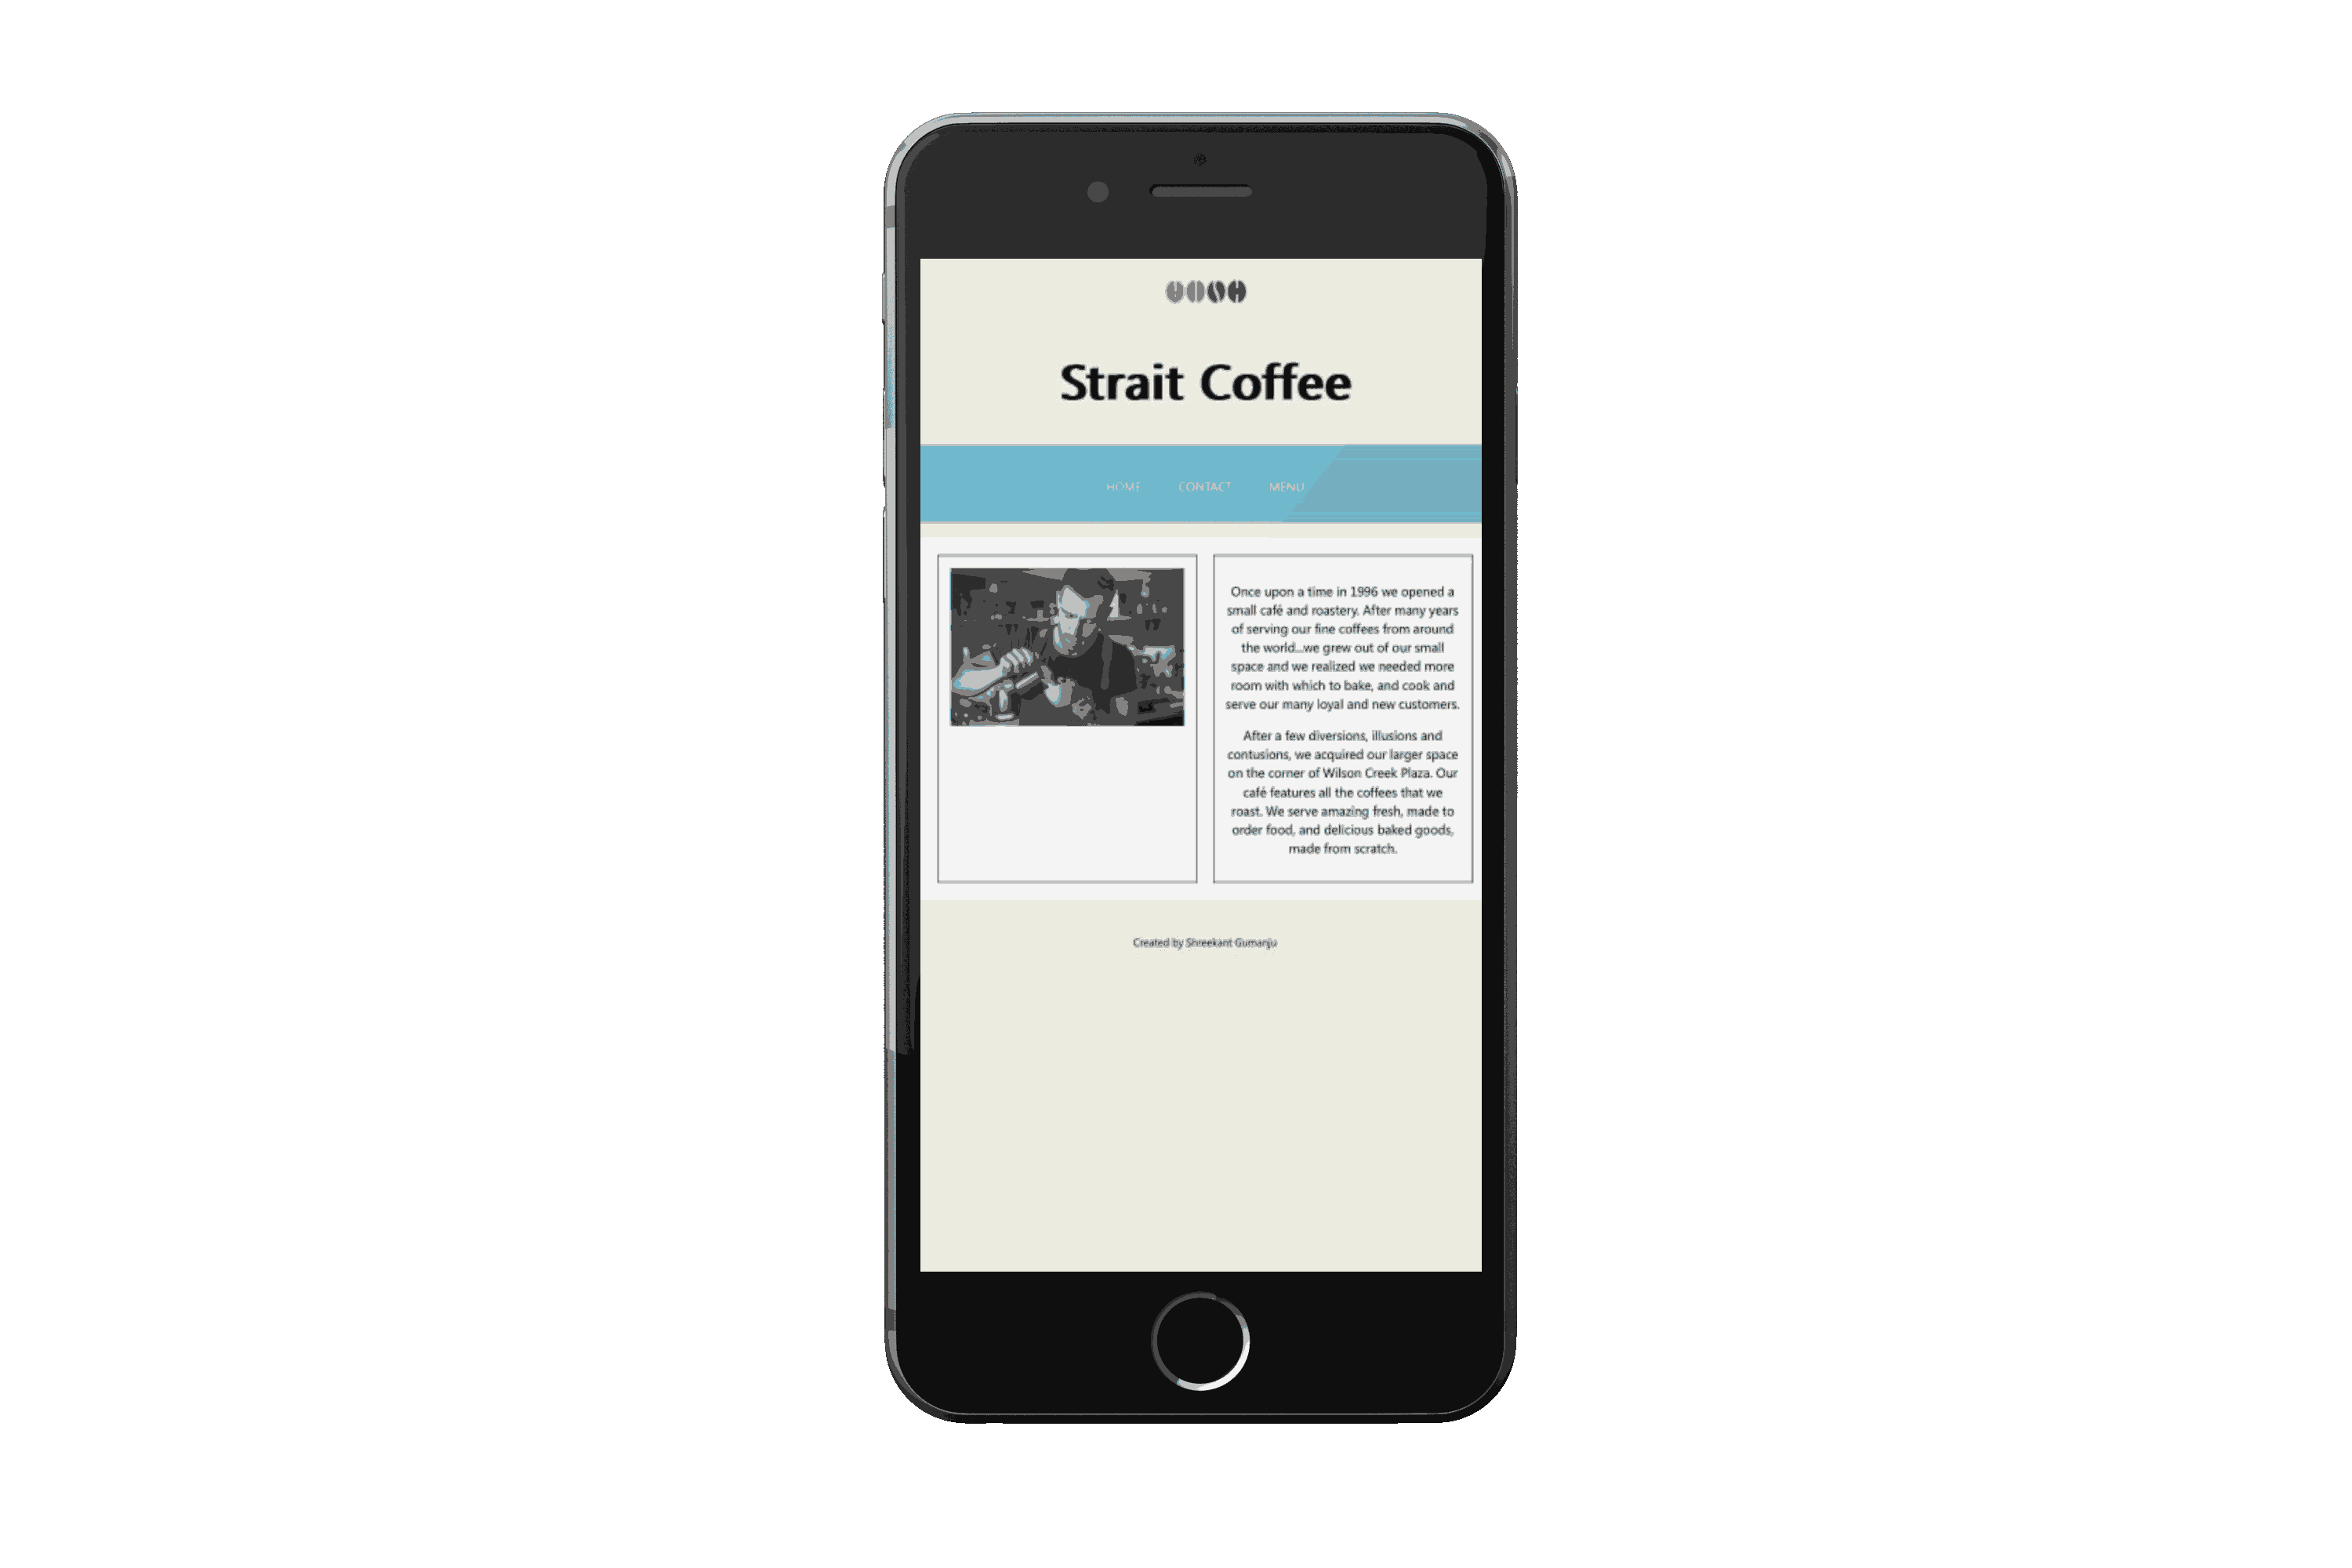 Strait Coffee
HOME CONTACT MENU
Once upon a time in 1996 we opened a
small café and roastery. After many years
of serving our fine coffees from around
the world...we grew out of our small
space and we realized we needed more
room with which to bake, and cook and
serve our many loyal and new customers.
After a few diversions, illusions and
contusions, we acquired our larger space
on the corner of Wilson Creek Plaza. Our
café features all the coffees that we
roast. We serve amazing fresh, made to
order food, and delicious baked goods,
made from scratch.
Created by Shreekant Gumanju